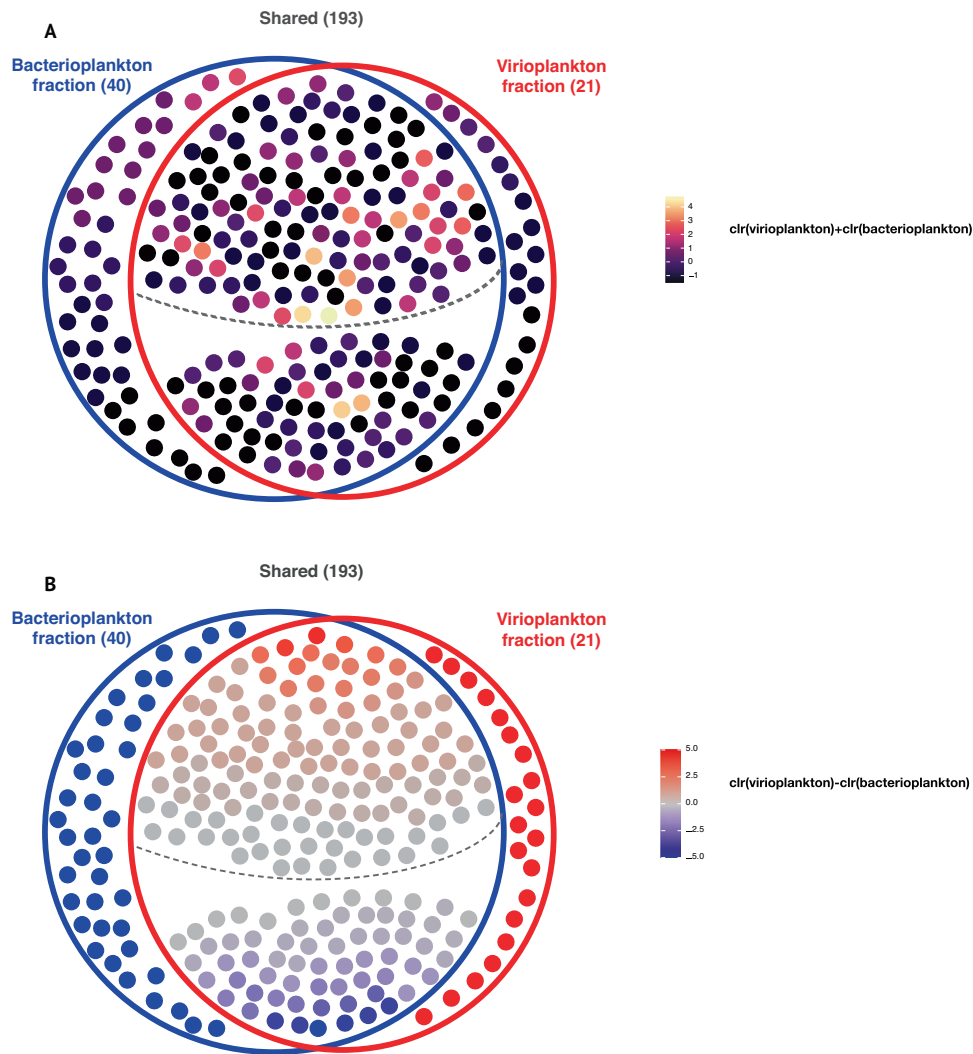 Shared (193)
A
Bacterioplankton
fraction (40)
Virioplankton
fraction (21)
4
3
2
1
0
−1
clr(virioplankton)+clr(bacterioplankton)
Shared (193)
B
Bacterioplankton
fraction (40)
Virioplankton
fraction (21)
5.0
2.5
0.0
−2.5
−5.0
clr(virioplankton)-clr(bacterioplankton)